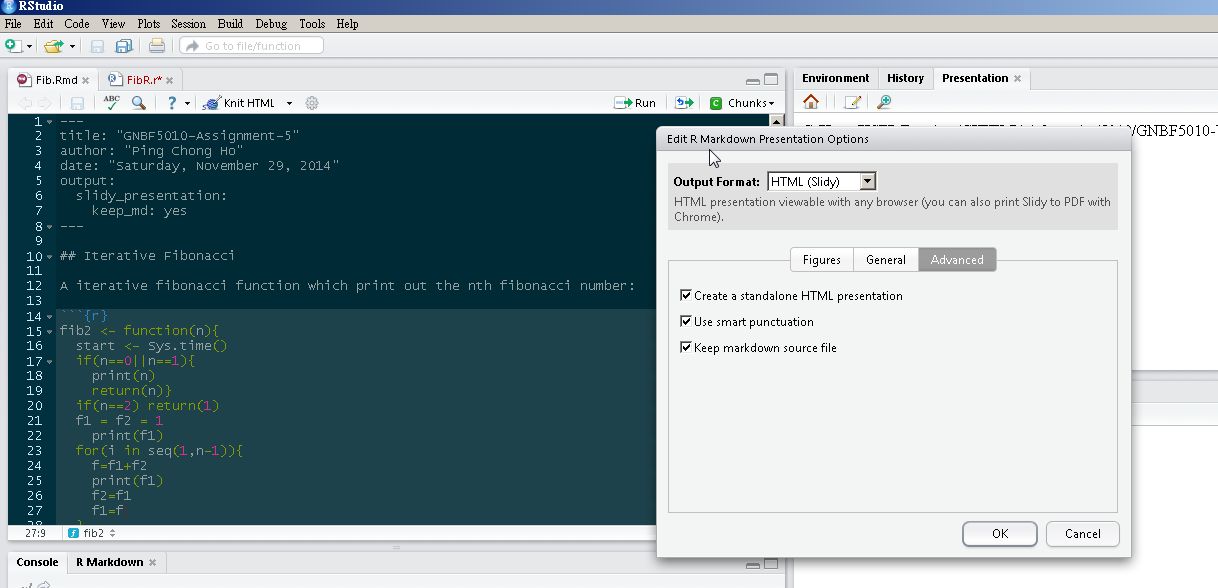 RStudio
File Edit Code View Plots Session Build Debug Tools Help
Go to file/function
Fib.Rmd FibR.r*
ABC ? Knit HTML Run Chunks
1 ---
2 title: "GNBF5010-Assignment-5"
3 author: "Ping Chong Ho"
4 date: "Saturday, November 29, 2014"
5 output:
6 slidy_presentation:
7 keep_md: yes
8 ---
9
10 ## Iterative Fibonacci
11
12 A iterative fibonacci function which print out the nth fibonacci number:
13
14 ```{r}
15 fib2 <- function(n){
16 start <- Sys.time()
17 if(n==0||n==1){
18 print(n)
19 return(n)}
20 if(n==2) return(1)
21 f1 = f2 = 1
22 print(f1)
23 for(i in seq(1,n-1)){
24 f=f1+f2
25 print(f1)
26 f2=f1
27 f1=f
28 }
27:9 fib2
Console R Markdown
Environment History Presentation
/GNBF5010-
Edit R Markdown Presentation Options
Output Format: HTML (Slidy)
HTML presentation viewable with any browser (you can also print Slidy to PDF with
Chrome).
Figures General Advanced
Create a standalone HTML presentation
Use smart punctuation
Keep markdown source file
OK Cancel